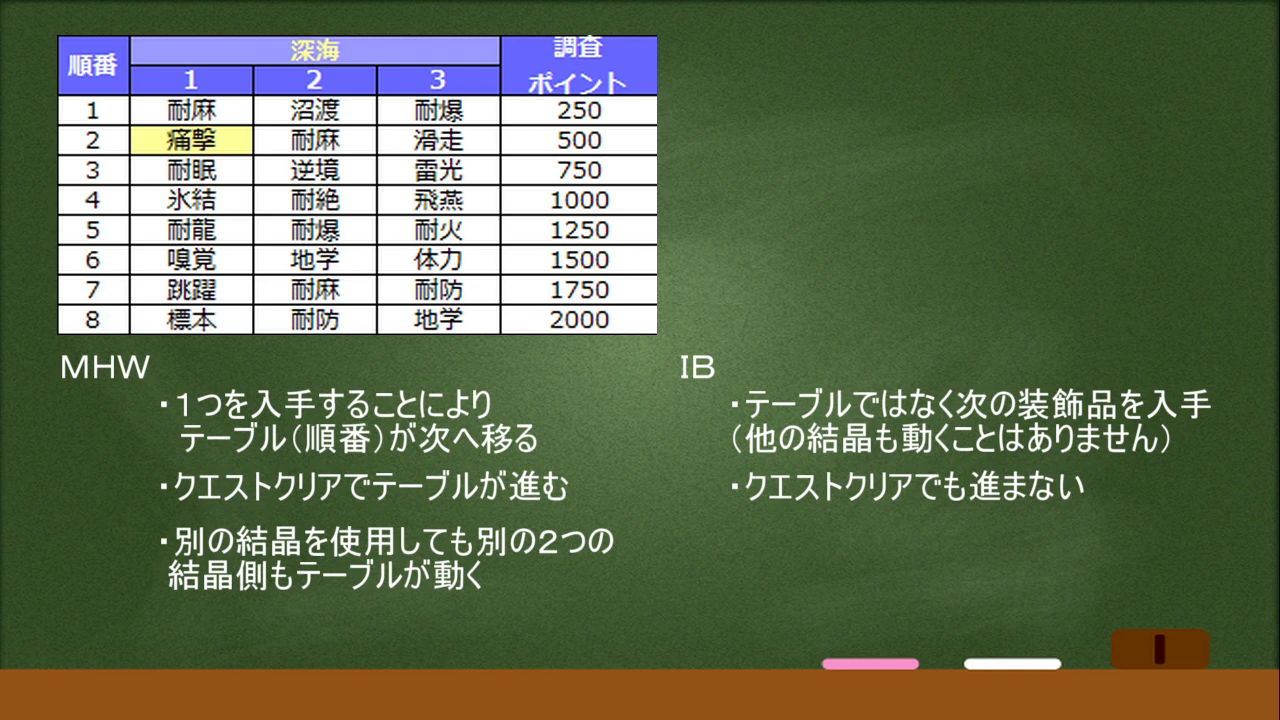 順番 深海 調査ポイント
1 2 3
1 耐麻 沼渡 耐爆 250
2 痛撃 耐麻 滑走 500
3 耐眠 逆境 雷光 750
4 氷結 耐絶 飛燕 1000
5 耐龍 耐爆 耐火 1250
6 嗅覚 地学 体力 1500
7 跳躍 耐麻 耐防 1750
8 標本 耐防 地学 2000
MHW
・1つを入手することにより
テーブル(順番)が次へ移る
・クエストクリアでテーブルが進む
・別の結晶を使用しても別の2つの
結晶側もテーブルが動く
IB
・テーブルではなく次の装飾品を入手
(他の結晶も動くことはありません)
・クエストクリアでも進まない